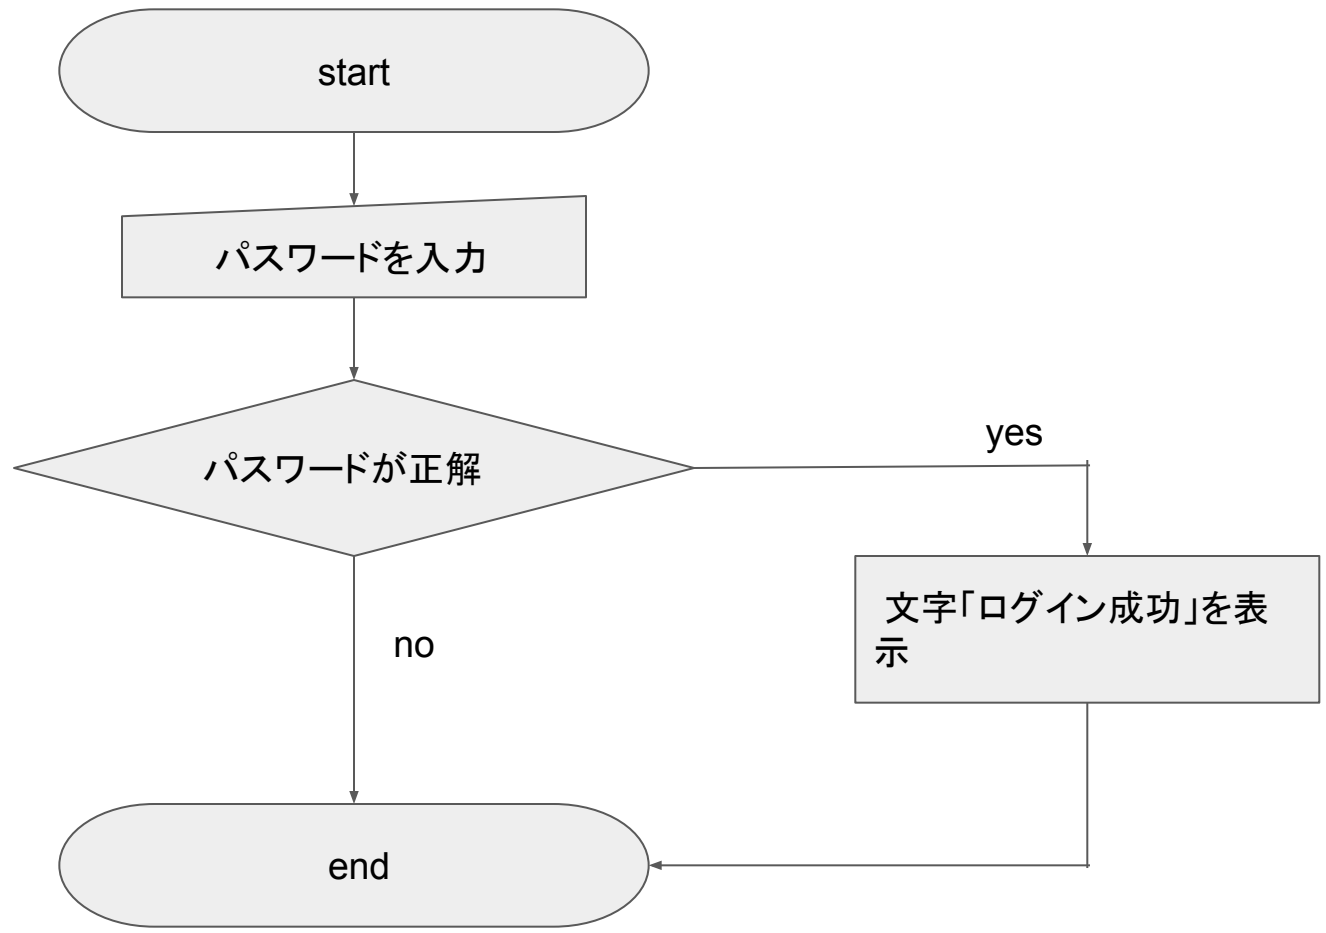 start
パスワードを入力
パスワードが正解
yes
文字「ログイン成功」を表
示
no
end